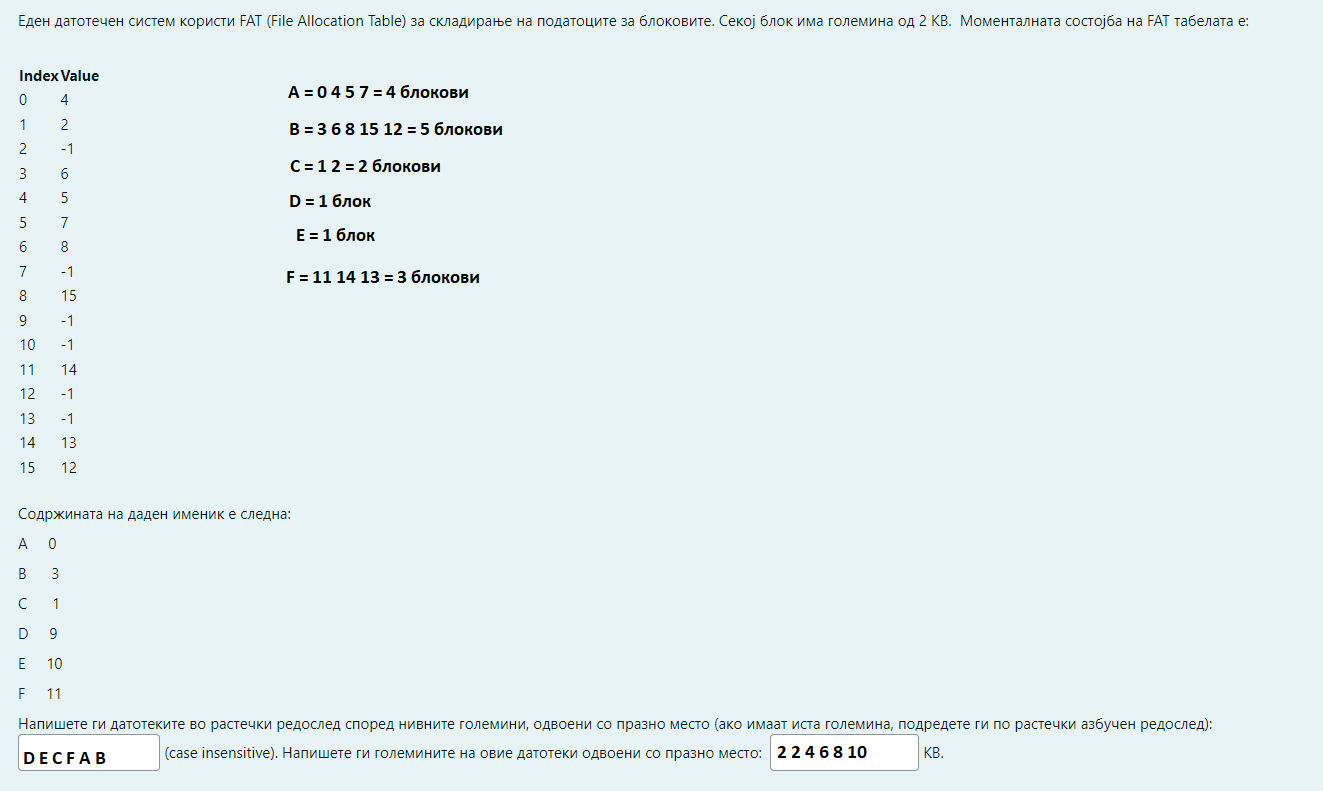 Еден датотечен систем користи FAT (File Allocation Table) за складирање на податоците за блоковите. Секој блок има големина од 2 KB.  Моменталната состојба на FAT табелата е:
Index Value
0 4
1 2
2 -1
3 6
4 5
5 7
6 8
7 -1
8 15
9 -1
10 -1
11 14
12 -1
13 -1
14 13
15 12
A = 0 4 5 7 = 4 блокови
B = 3 6 8 15 12 = 5 блокови
C = 1 2 = 2 блокови
D = 1 блок
E = 1 блок
F = 11 14 13 = 3 блокови
Содржината на даден именик е следна:
A 0
B 3
C 1
D 9
E 10
F 11
Напишете ги датотеките во растечки редослед според нивните големини, одвоени со празно место (ако имаат иста големина, подредете ги по растечки азбучен редослед):
D E C F A B (case insensitive). Напишете ги големините на овие датотеки одвоени со празно место: 2 2 4 6 8 10 KB.